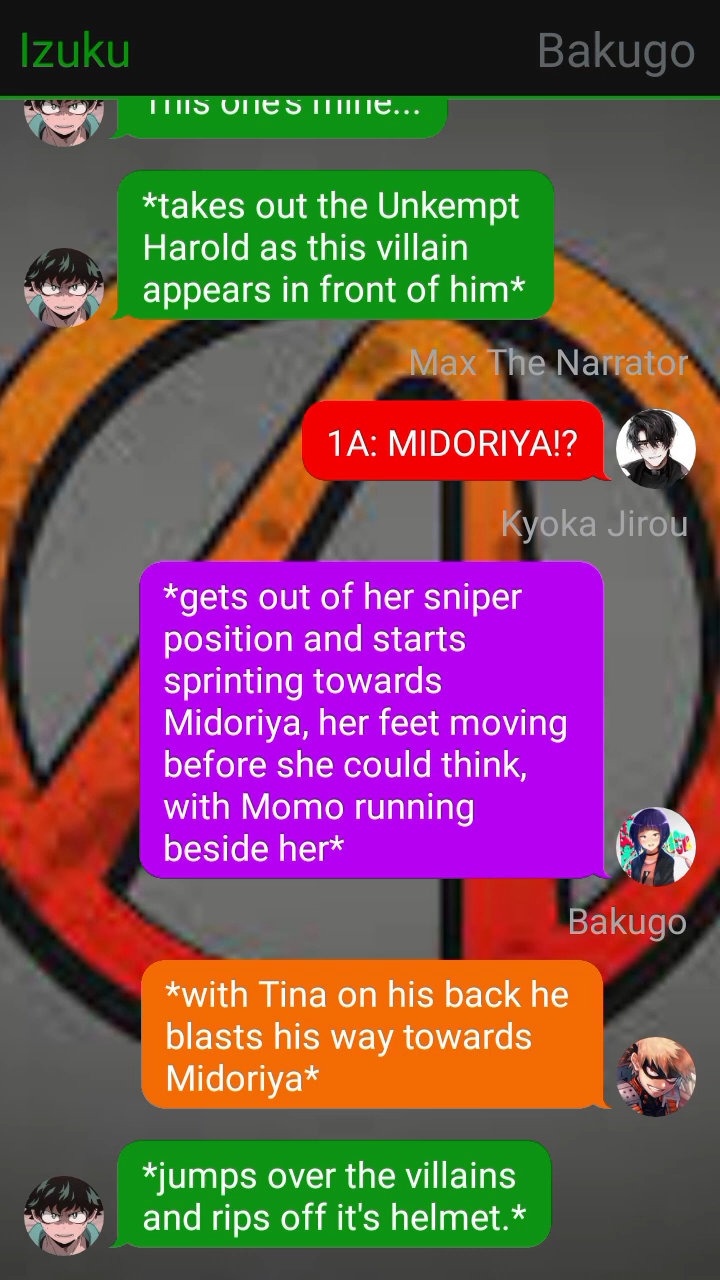 Izuku
Bakugo
This one's mine...
*takes out the Unkempt
Harold as this villain
appears in front of him*
Max The Narrator
1A: MIDORIYA!?
Kyoka Jirou
*gets out of her sniper
position and starts
sprinting towards
Midoriya, her feet moving
before she could think,
with Momo running
beside her*
Bakugo
*with Tina on his back he
blasts his way towards
Midoriya*
*jumps over the villains
and rips off it's helmet.*